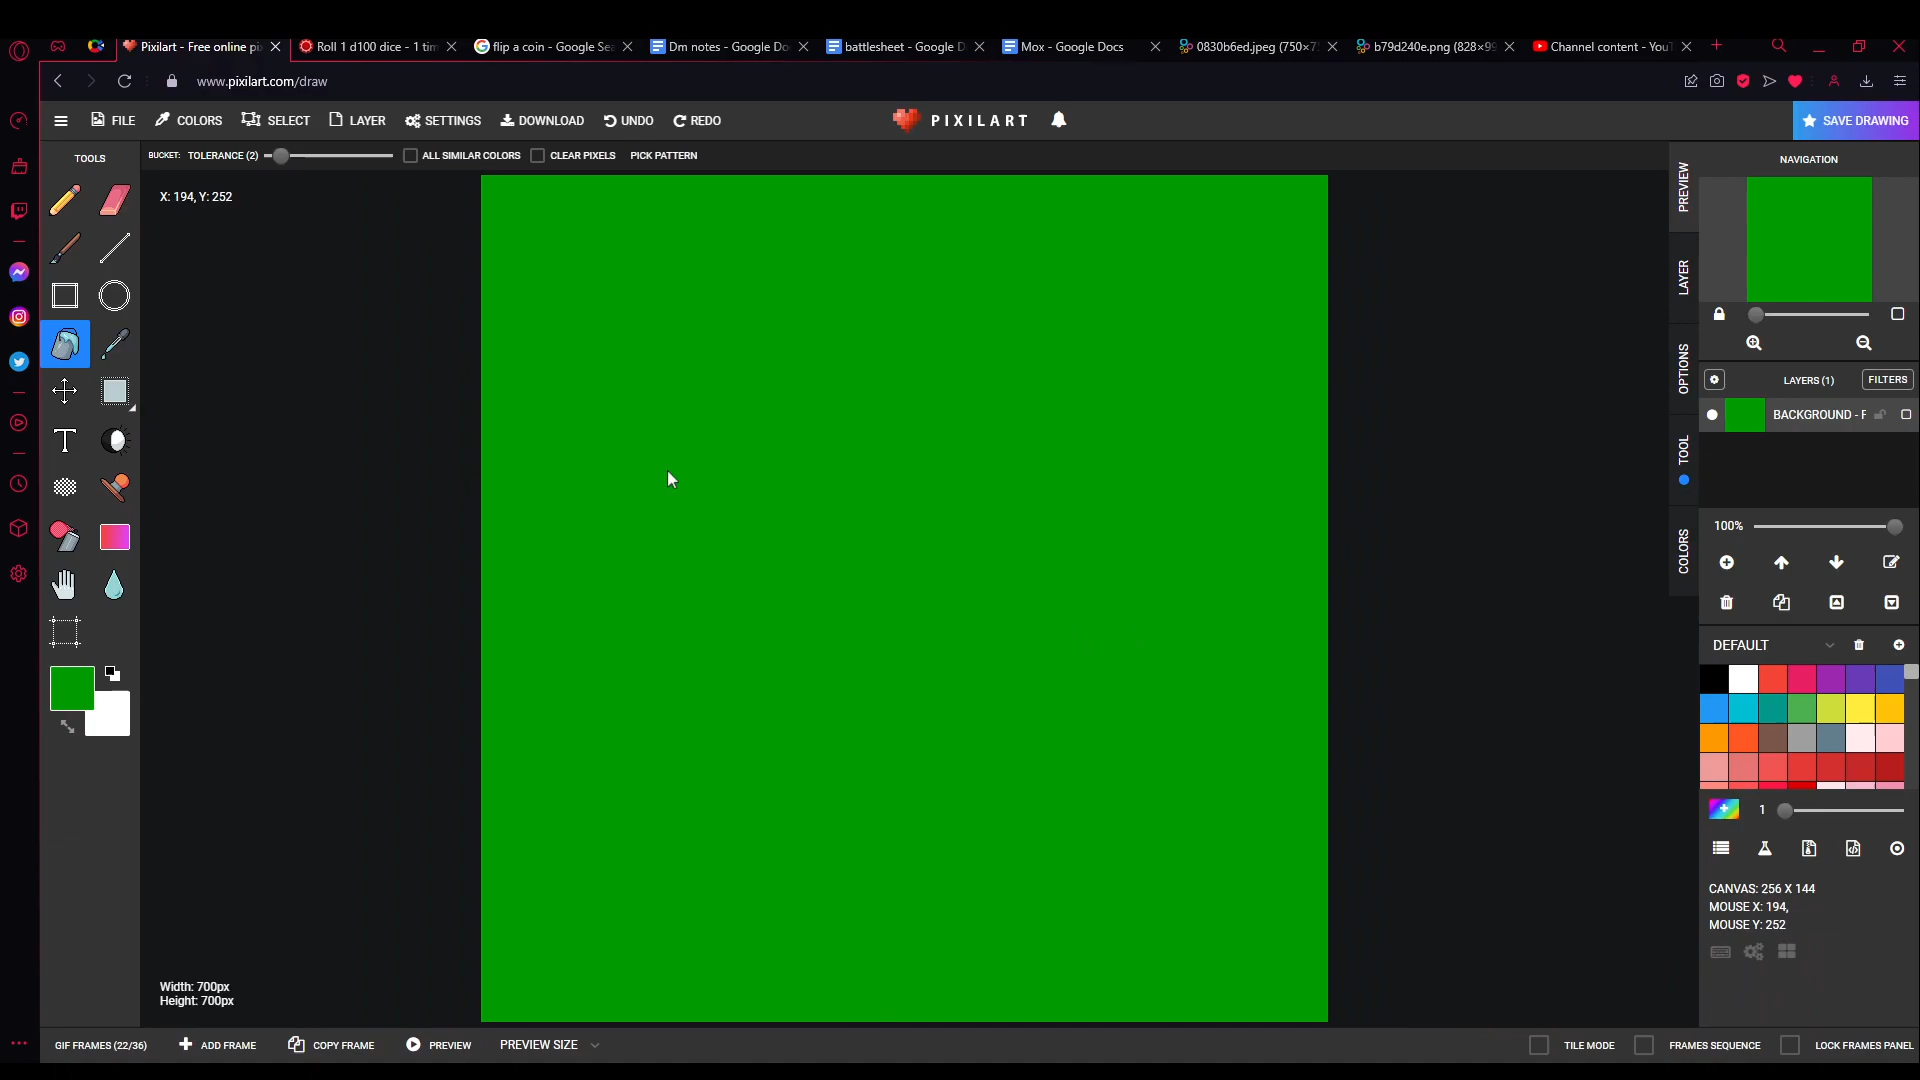 Pixilart - Free online pi
Roll 1 d100 dice - 1 tim
flip a coin - Google Se
Dm notes - Google Do
battlesheet - Google D
Mox - Google Docs
0830b6ed.jpeg (750×7
b79d240e.png (828×99
Channel content - YouT
www.pixilart.com/draw
FILE
COLORS
SELECT
LAYER
SETTINGS
DOWNLOAD
UNDO
REDO
PIXILART
SAVE DRAWING
TOOLS
BUCKET: TOLERANCE (2)
ALL SIMILAR COLORS
CLEAR PIXELS
PICK PATTERN
X: 194, Y: 252
PREVIEW
LAYER
OPTIONS
TOOL
COLORS
NAVIGATION
LAYERS (1)
FILTERS
BACKGROUND - F
100%
DEFAULT
1
CANVAS: 256 X 144
MOUSE X: 194,
MOUSE Y: 252
Width: 700px
Height: 700px
GIF FRAMES (22/36)
ADD FRAME
COPY FRAME
PREVIEW
PREVIEW SIZE
TILE MODE
FRAMES SEQUENCE
LOCK FRAMES PANEL